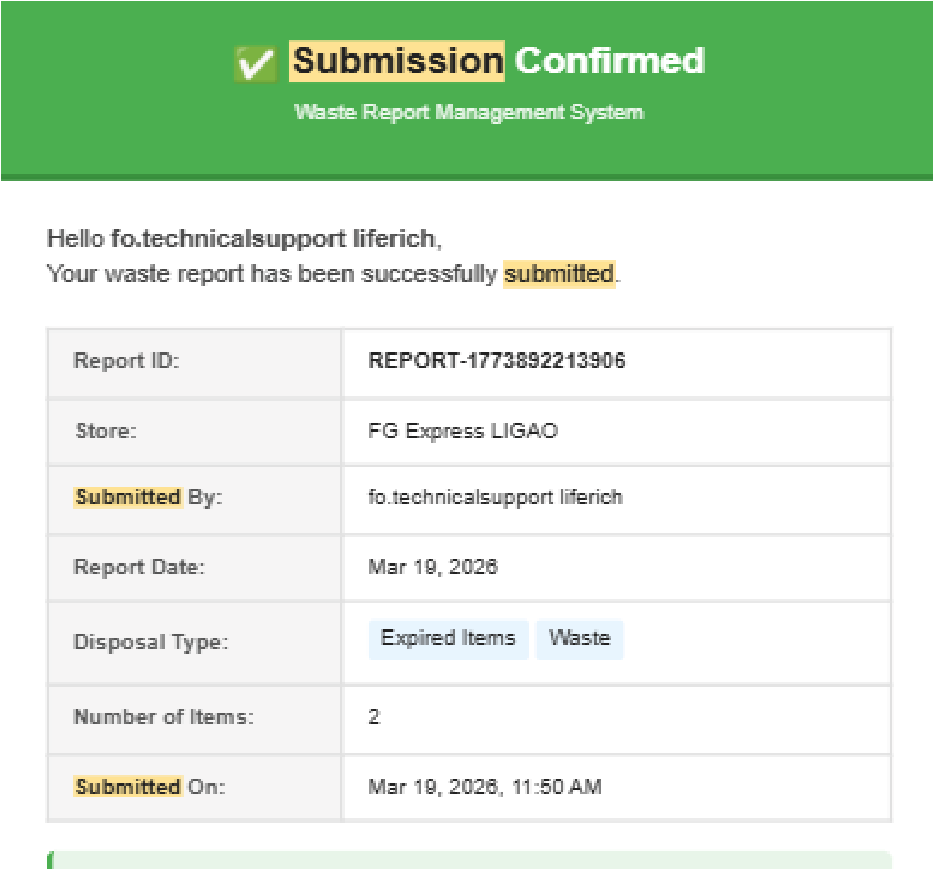 ✅ Submission Confirmed
Waste Report Management System
Hello fo.technicalsupport liferich,
Your waste report has been successfully submitted.
Report ID: REPORT-1773892213906
Store: FG Express LIGAO
Submitted By: fo.technicalsupport liferich
Report Date: Mar 19, 2026
Disposal Type: Expired Items Waste
Number of Items: 2
Submitted On: Mar 19, 2026, 11:50 AM